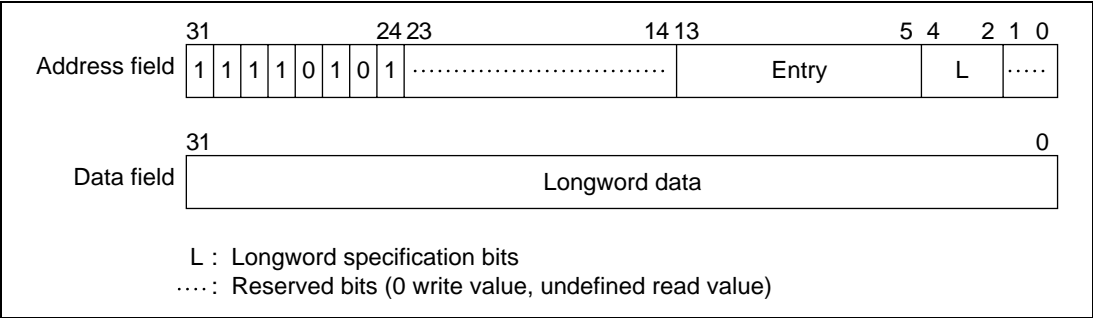 31 24 23 14 13 5 4 2 1 0
Address field 1 1 1 1 0 1 0 1 .............................. Entry L .....
31 0
Data field Longword data
L : Longword specification bits
.... : Reserved bits (0 write value, undefined read value)